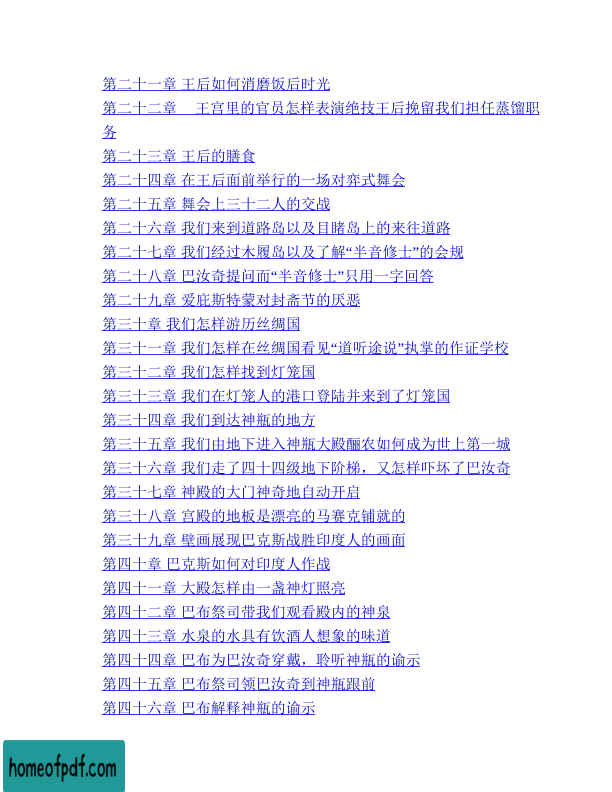 第二十一章 王后如何消磨饭后时光
第二十二章　 王宫里的官员怎样表演绝技王后挽留我们担任蒸馏职
务
第二十三章 王后的膳食
第二十四章 在王后面前举行的一场对弈式舞会
第二十五章 舞会上三十二人的交战
第二十六章 我们来到道路岛以及目睹岛上的来往道路
第二十七章 我们经过木履岛以及了解“半音修士”的会规
第二十八章 巴汝奇提问而“半音修士”只用一字回答
第二十九章 爱庇斯特蒙对封斋节的厌恶
第三十章 我们怎样游历丝绸国
第三十一章 我们怎样在丝绸国看见“道听途说”执掌的作证学校
第三十二章 我们怎样找到灯笼国
第三十三章 我们在灯笼人的港口登陆并来到了灯笼国
第三十四章 我们到达神瓶的地方
第三十五章 我们由地下进入神瓶大殿酾农如何成为世上第一城
第三十六章 我们走了四十四级地下阶梯，又怎样吓坏了巴汝奇
第三十七章 神殿的大门神奇地自动开启
第三十八章 宫殿的地板是漂亮的马赛克铺就的
第三十九章 壁画展现巴克斯战胜印度人的画面
第四十章 巴克斯如何对印度人作战
第四十一章 大殿怎样由一盏神灯照亮
第四十二章 巴布祭司带我们观看殿内的神泉
第四十三章 水泉的水具有饮酒人想象的味道
第四十四章 巴布为巴汝奇穿戴，聆听神瓶的谕示
第四十五章 巴布祭司领巴汝奇到神瓶跟前
第四十六章 巴布解释神瓶的谕示
homeofpdf.com